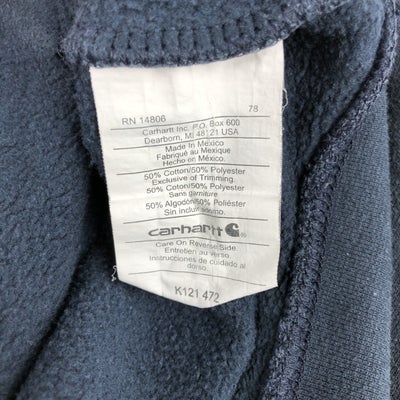 RN 14806 78
Carhartt Inc. P.O. Box 600
Dearborn, MI 48121 USA
Made In Mexico
Fabriqué au Mexique
Hecho en México.
50% Cotton/50% Polyester
Exclusive of Trimming.
50% Coton/50% Polyester
Sans garniture
50% Algodón/50% Poliéster
Sin incluir adorno.
carhartt
Care On Reverse Side.
Entretien au verso.
Instrucciones de cuidado al
dorso.
K121 472